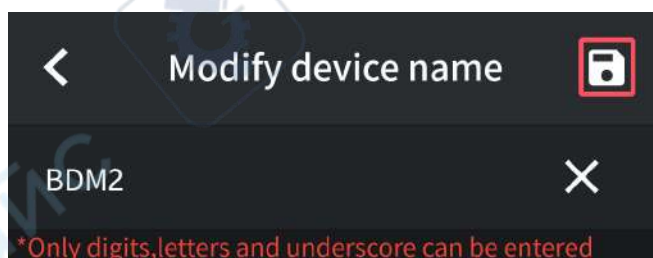 Modify device name
BDM2
*Only digits,letters and underscore can be entered